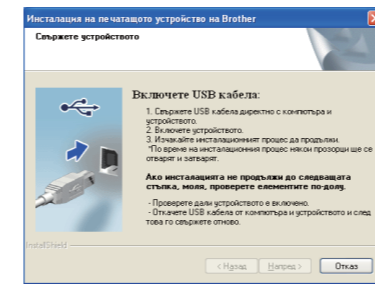 Инсталация на печатащото устройство на Brother
Свържете устройството
Включете USB кабела:
1. Свържете USB кабела директно с компютъра и
устройството.
2. Включете устройството.
3. Изчакайте инсталационният процес да продължи.
*По време на инсталационния процес някои прозорци ще се
отварят и затварят.
Ако инсталацията не продължи до следващата
стъпка, моля, проверете елементите по-долу.
- Проверете дали устройството е включено.
- Откачете USB кабела от компютъра и устройството и след
това го свържете отново.
InstallShield
< Назад Напред > Отказ